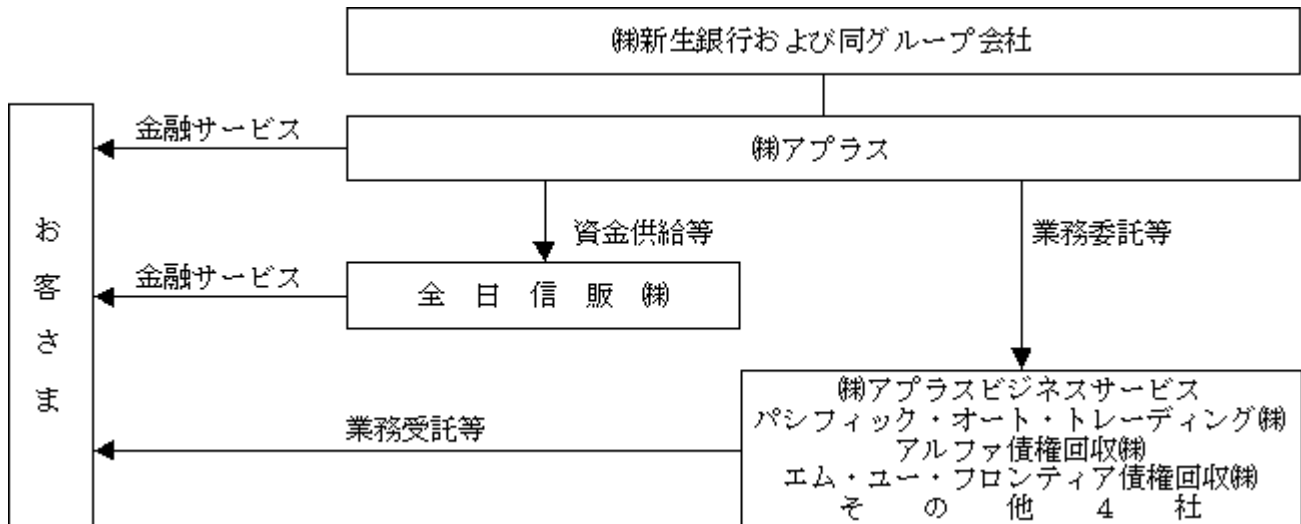 ㈱新生銀行および同グループ会社
金融サービス
㈱アプラス
お客さま
資金供給等
業務委託等
金融サービス
全日信販㈱
㈱アプラスビジネスサービス
パシフィック・オート・トレーディング㈱
業務受託等
アルファ債権回収㈱
エム・ユー・フロンティア債権回収㈱
その他4社